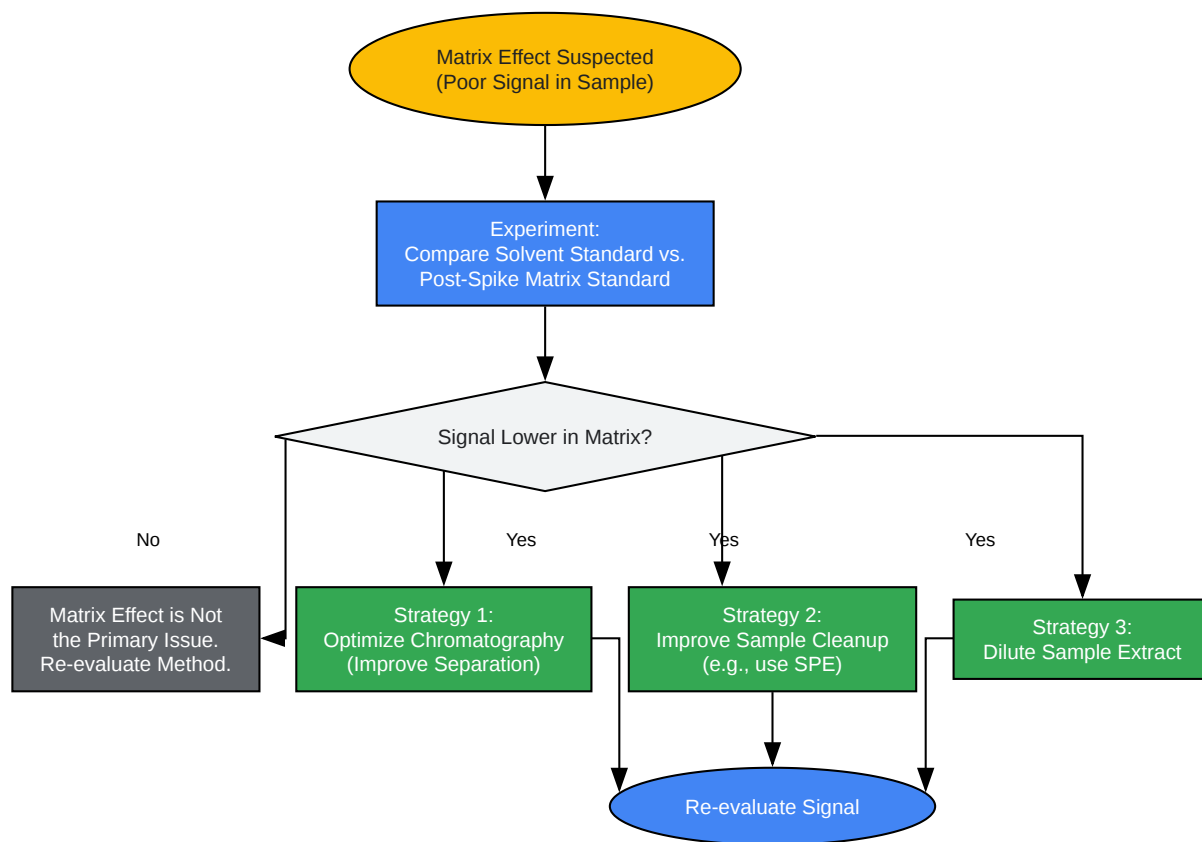 Matrix Effect Suspected
(Poor Signal in Sample)
Experiment:
Compare Solvent Standard vs.
Post-Spike Matrix Standard
Signal Lower in Matrix?
No
Yes
Yes
Yes
Matrix Effect is Not
the Primary Issue.
Re-evaluate Method.
Strategy 1:
Optimize Chromatography
(Improve Separation)
Strategy 2:
Improve Sample Cleanup
(e.g., use SPE)
Strategy 3:
Dilute Sample Extract
Re-evaluate Signal